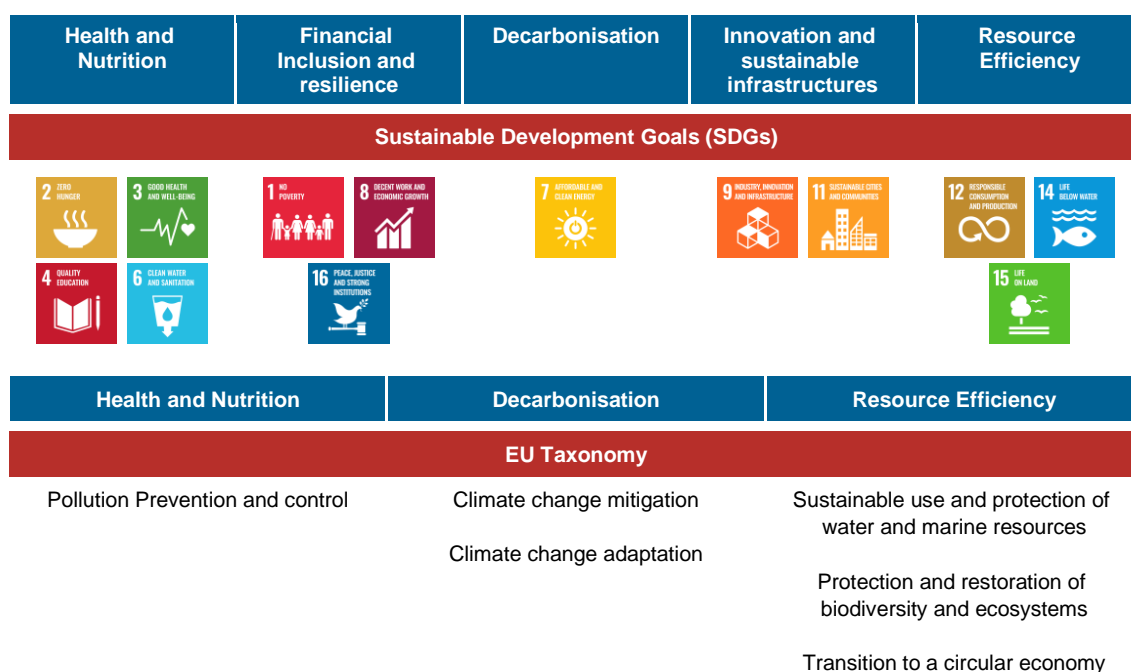 Health and
Nutrition
Financial
Inclusion and
resilience
Decarbonisation
Innovation and
sustainable
infrastructures
Resource
Efficiency
Sustainable Development Goals (SDGs)
2 ZERO
HUNGER
3 GOOD HEALTH
AND WELL-BEING
1 NO
POVERTY
8 DECENT WORK AND
ECONOMIC GROWTH
7 AFFORDABLE AND
CLEAN ENERGY
9 INDUSTRY, INNOVATION
AND INFRASTRUCTURE
11 SUSTAINABLE CITIES
AND COMMUNITIES
12 RESPONSIBLE
CONSUMPTION
AND PRODUCTION
14 LIFE
BELOW WATER
4 QUALITY
EDUCATION
6 CLEAN WATER
AND SANITATION
16 PEACE, JUSTICE
AND STRONG
INSTITUTIONS
15 LIFE
ON LAND
Health and Nutrition
Decarbonisation
Resource Efficiency
EU Taxonomy
Pollution Prevention and control
Climate change mitigation
Climate change adaptation
Sustainable use and protection of
water and marine resources
Protection and restoration of
biodiversity and ecosystems
Transition to a circular economy